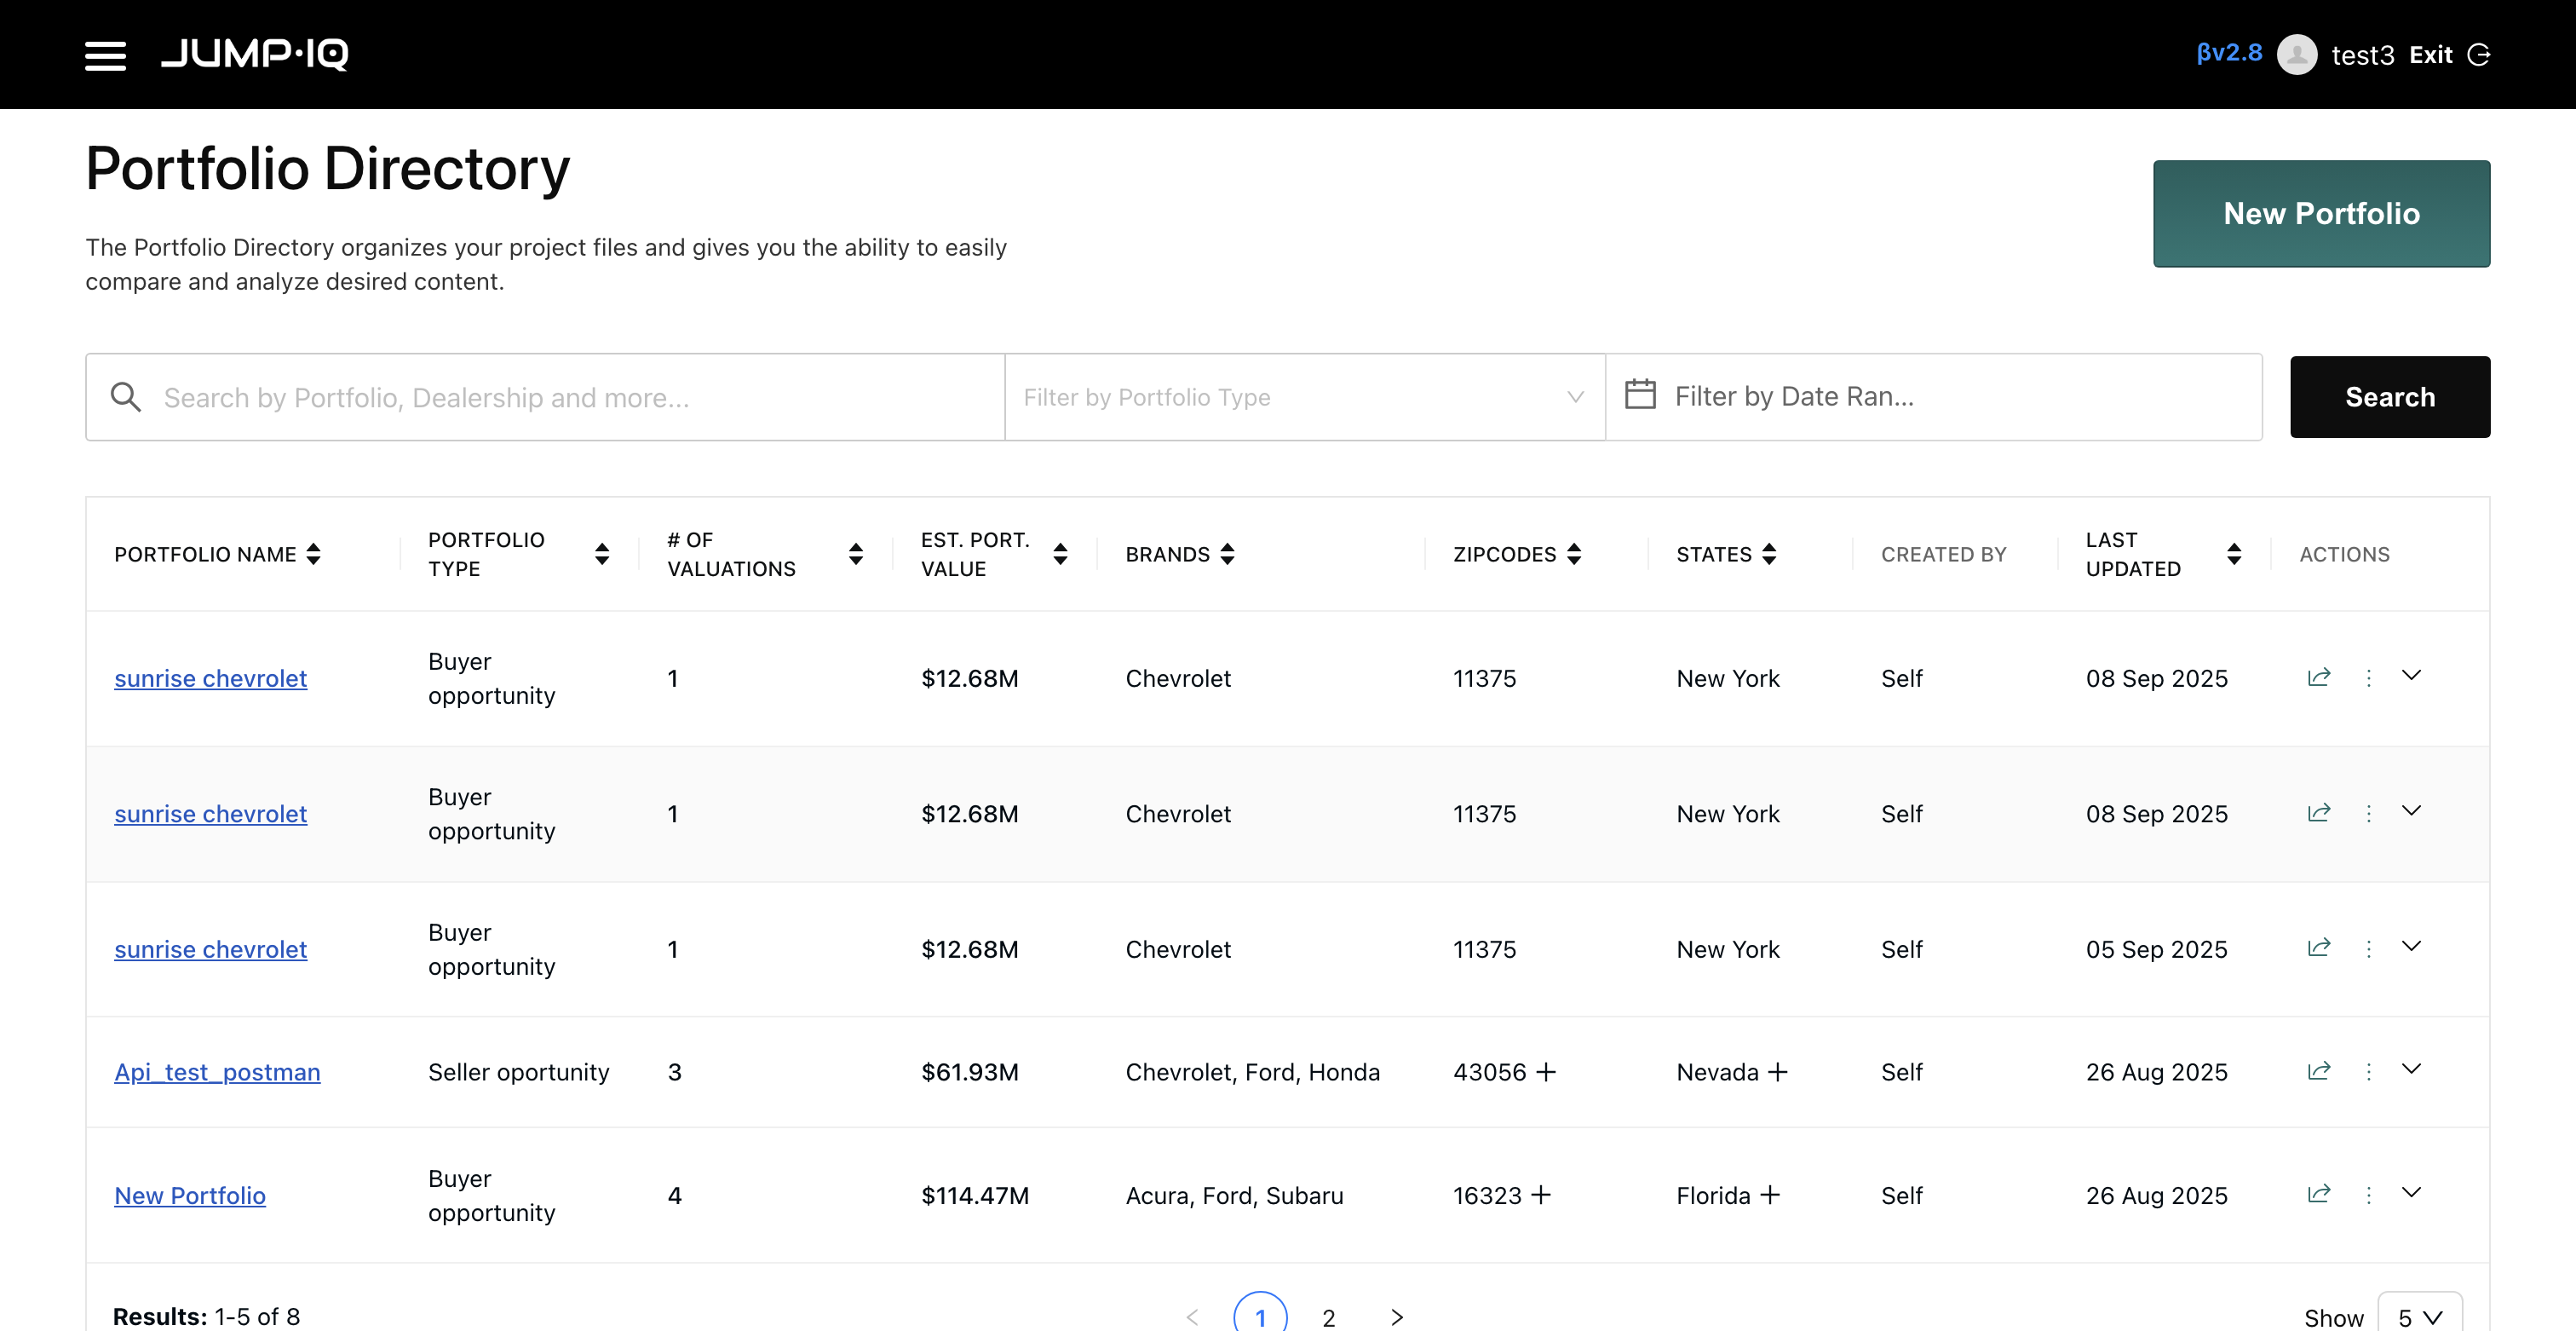 JUMP·IQ
βv2.8 test3 Exit
Portfolio Directory
New Portfolio
The Portfolio Directory organizes your project files and gives you the ability to easily
compare and analyze desired content.
Search by Portfolio, Dealership and more... Filter by Portfolio Type Filter by Date Ran... Search
PORTFOLIO NAME PORTFOLIO TYPE # OF VALUATIONS EST. PORT. VALUE BRANDS ZIPCODES STATES CREATED BY LAST UPDATED ACTIONS
sunrise chevrolet Buyer opportunity 1 $12.68M Chevrolet 11375 New York Self 08 Sep 2025
sunrise chevrolet Buyer opportunity 1 $12.68M Chevrolet 11375 New York Self 08 Sep 2025
sunrise chevrolet Buyer opportunity 1 $12.68M Chevrolet 11375 New York Self 05 Sep 2025
Api_test_postman Seller oportunity 3 $61.93M Chevrolet, Ford, Honda 43056 + Nevada + Self 26 Aug 2025
New Portfolio Buyer opportunity 4 $114.47M Acura, Ford, Subaru 16323 + Florida + Self 26 Aug 2025
Results: 1-5 of 8 < 1 2 > Show 5